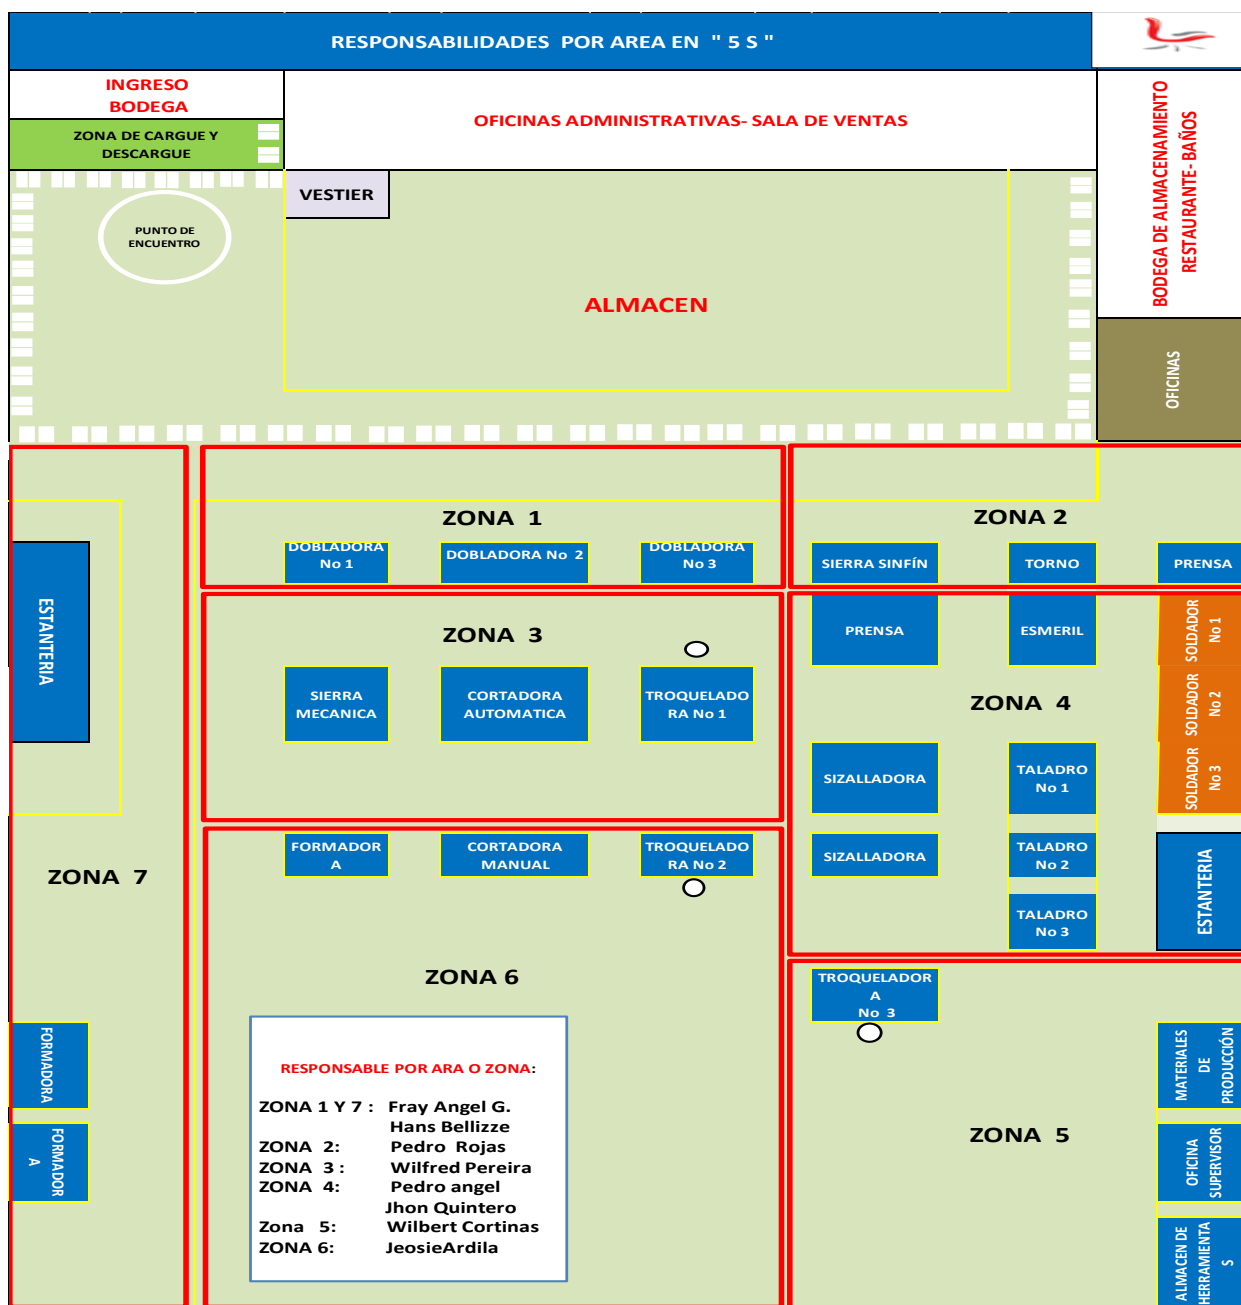 RESPONSABILIDADES POR AREA EN " 5 S "
INGRESO
BODEGA
ZONA DE CARGUE Y
DESCARGUE
OFICINAS ADMINISTRATIVAS- SALA DE VENTAS
BODEGA DE ALMACENAMIENTO
RESTAURANTE- BAÑOS
VESTIER
PUNTO DE
ENCUENTRO
ALMACEN
OFICINAS
ZONA 1
DOBLADORA
No 1
DOBLADORA No 2
DOBLADORA
No 3
ZONA 2
SIERRA SINFÍN
TORNO
PRENSA
ESTANTERIA
ZONA 3
SIERRA
MECANICA
CORTADORA
AUTOMATICA
TROQUELADO
RA No 1
PRENSA
ESMERIL
SOLDADOR
No 1
ZONA 4
SOLDADOR
No 2
SIZALLADORA
TALADRO
No 1
SOLDADOR
No 3
ZONA 7
FORMADOR
A
CORTADORA
MANUAL
TROQUELADO
RA No 2
SIZALLADORA
TALADRO
No 2
TALADRO
No 3
ESTANTERIA
ZONA 6
TROQUELADOR
A
No 3
FORMADORA
FORMADOR
A
RESPONSABLE POR ARA O ZONA:
ZONA 1 Y 7 : Fray Angel G.
Hans Bellizze
ZONA 2: Pedro Rojas
ZONA 3 : Wilfred Pereira
ZONA 4: Pedro angel
Jhon Quintero
Zona 5: Wilbert Cortinas
ZONA 6: JeosieArdila
ZONA 5
MATERIALES
DE
PRODUCCIÓN
OFICINA
SUPERVISOR
ALMACEN DE
HERRAMIENTA
S